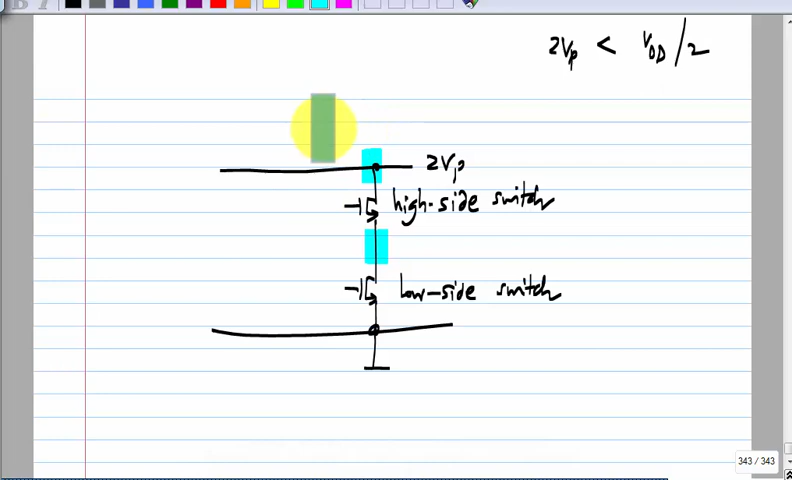 2Vp < VDD/2
2Vp
high-side switch
low-side switch
343 / 343